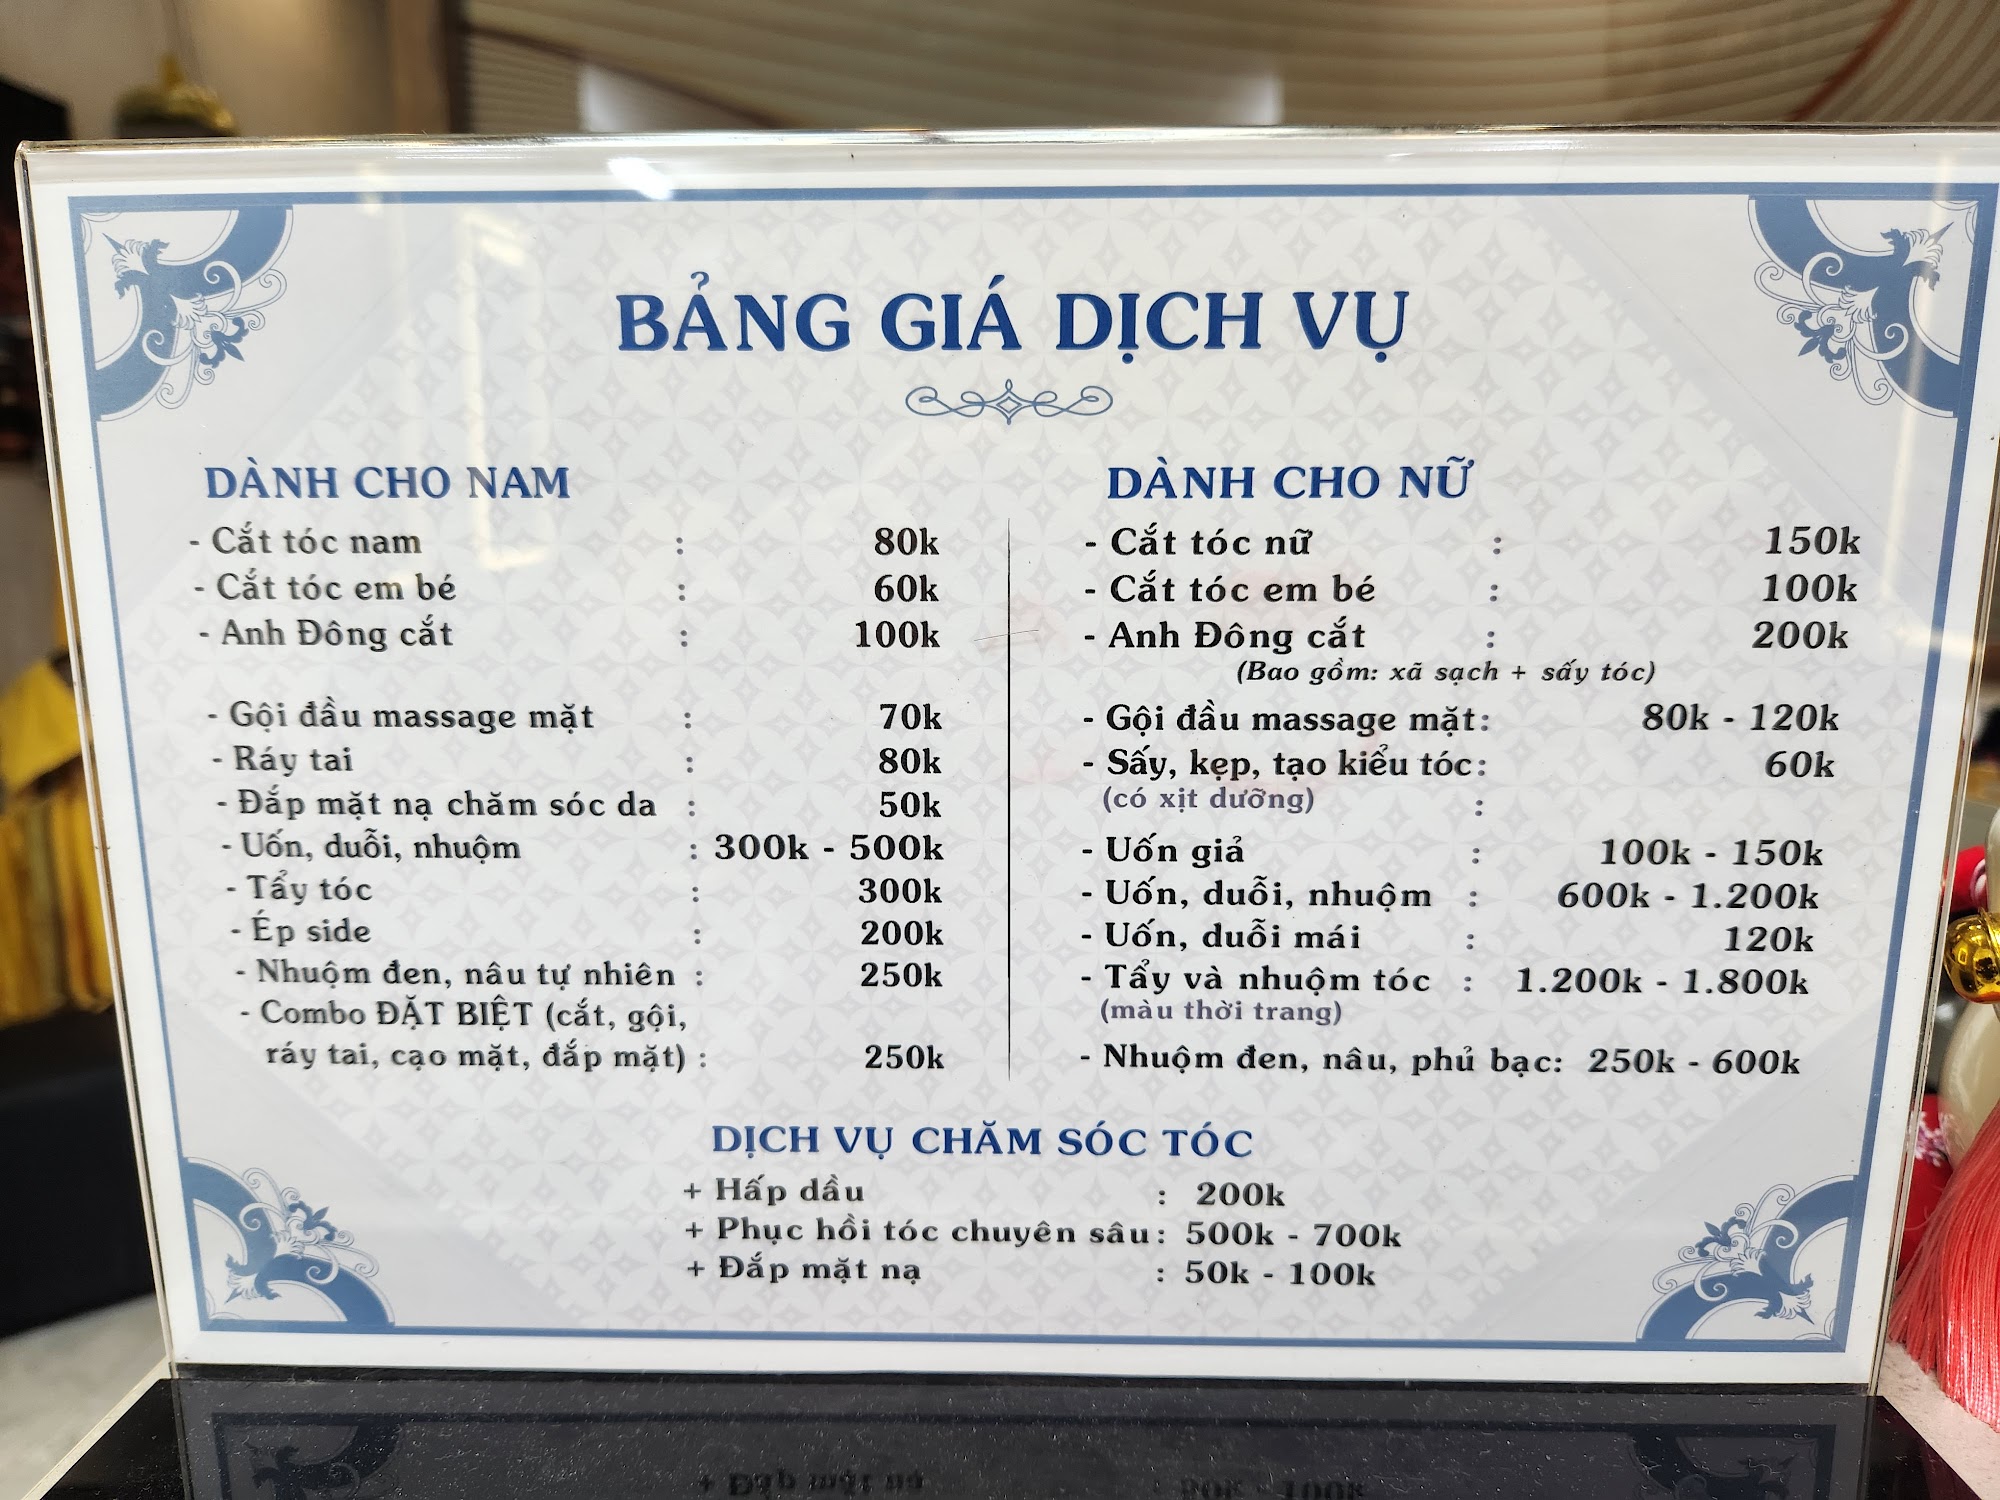 BẢNG GIÁ DỊCH VỤ
DÀNH CHO NAM
- Cắt tóc nam : 80k
- Cắt tóc em bé : 60k
- Anh Đông cắt : 100k
- Gội đầu massage mặt : 70k
- Ráy tai : 80k
- Đắp mặt nạ chăm sóc da : 50k
- Uốn, duỗi, nhuộm : 300k - 500k
- Tẩy tóc : 300k
- Ép side : 200k
- Nhuộm đen, nâu tự nhiên : 250k
- Combo ĐẶT BIỆT (cắt, gội,
ráy tai, cạo mặt, đắp mặt) : 250k
DÀNH CHO NỮ
- Cắt tóc nữ : 150k
- Cắt tóc em bé : 100k
- Anh Đông cắt : 200k
(Bao gồm: xã sạch + sấy tóc)
- Gội đầu massage mặt: 80k - 120k
- Sấy, kẹp, tạo kiểu tóc: 60k
(có xịt dưỡng) :
- Uốn giả : 100k - 150k
- Uốn, duỗi, nhuộm : 600k - 1.200k
- Uốn, duỗi mái : 120k
- Tẩy và nhuộm tóc : 1.200k - 1.800k
(màu thời trang)
- Nhuộm đen, nâu, phủ bạc: 250k - 600k
DỊCH VỤ CHĂM SÓC TÓC
+ Hấp dầu : 200k
+ Phục hồi tóc chuyên sâu: 500k - 700k
+ Đắp mặt nạ : 50k - 100k